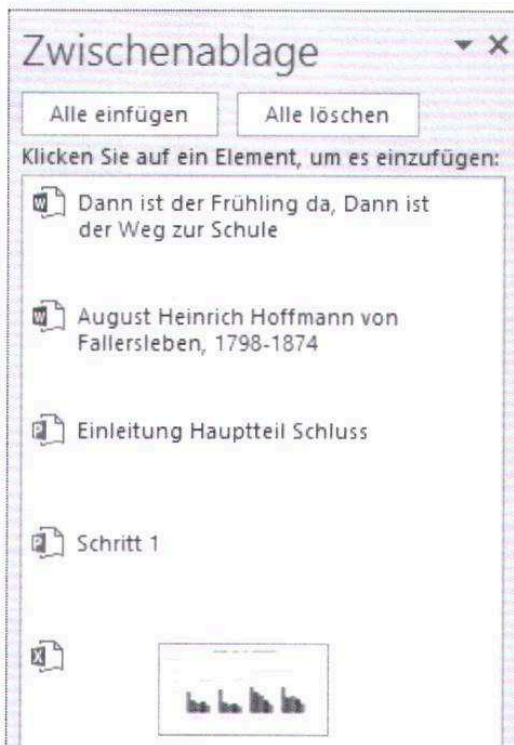 Zwischenablage
Alle einfügen Alle löschen
Klicken Sie auf ein Element, um es einzufügen:
Dann ist der Frühling da, Dann ist
der Weg zur Schule
August Heinrich Hoffmann von
Fallersleben, 1798-1874
Einleitung Hauptteil Schluss
Schritt 1